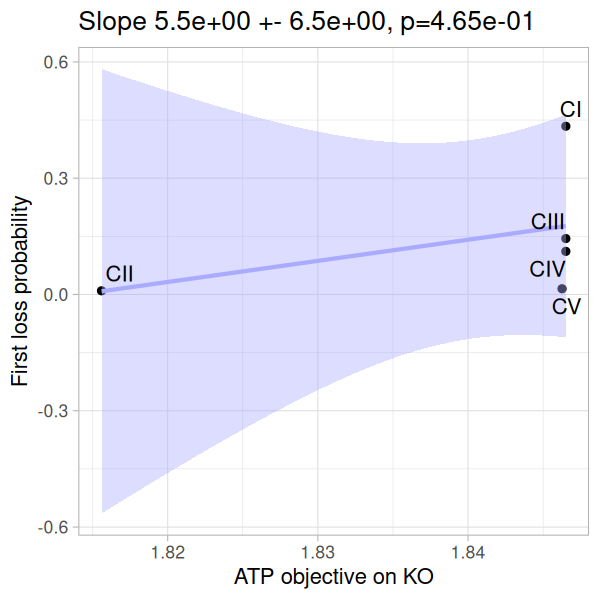 Slope 5.5e+00 +- 6.5e+00, p=4.65e-01
First loss probability
0.6
0.3
0.0
-0.3
-0.6
CI
CIII
CII
CIV
CV
1.82
1.83
1.84
ATP objective on KO